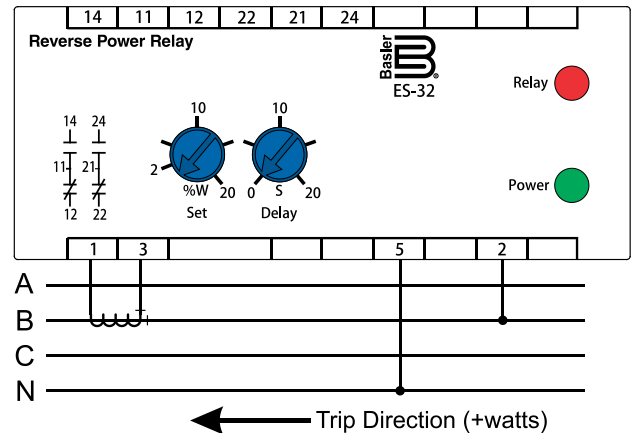 14 11 12 22 21 24
Reverse Power Relay
Basler
B
ES-32
Relay
14 24
11 21
12 22
10
2
%W 20
Set
10
0 S 20
Delay
Power
1 3 5 2
A
B
C
N
Trip Direction (+watts)